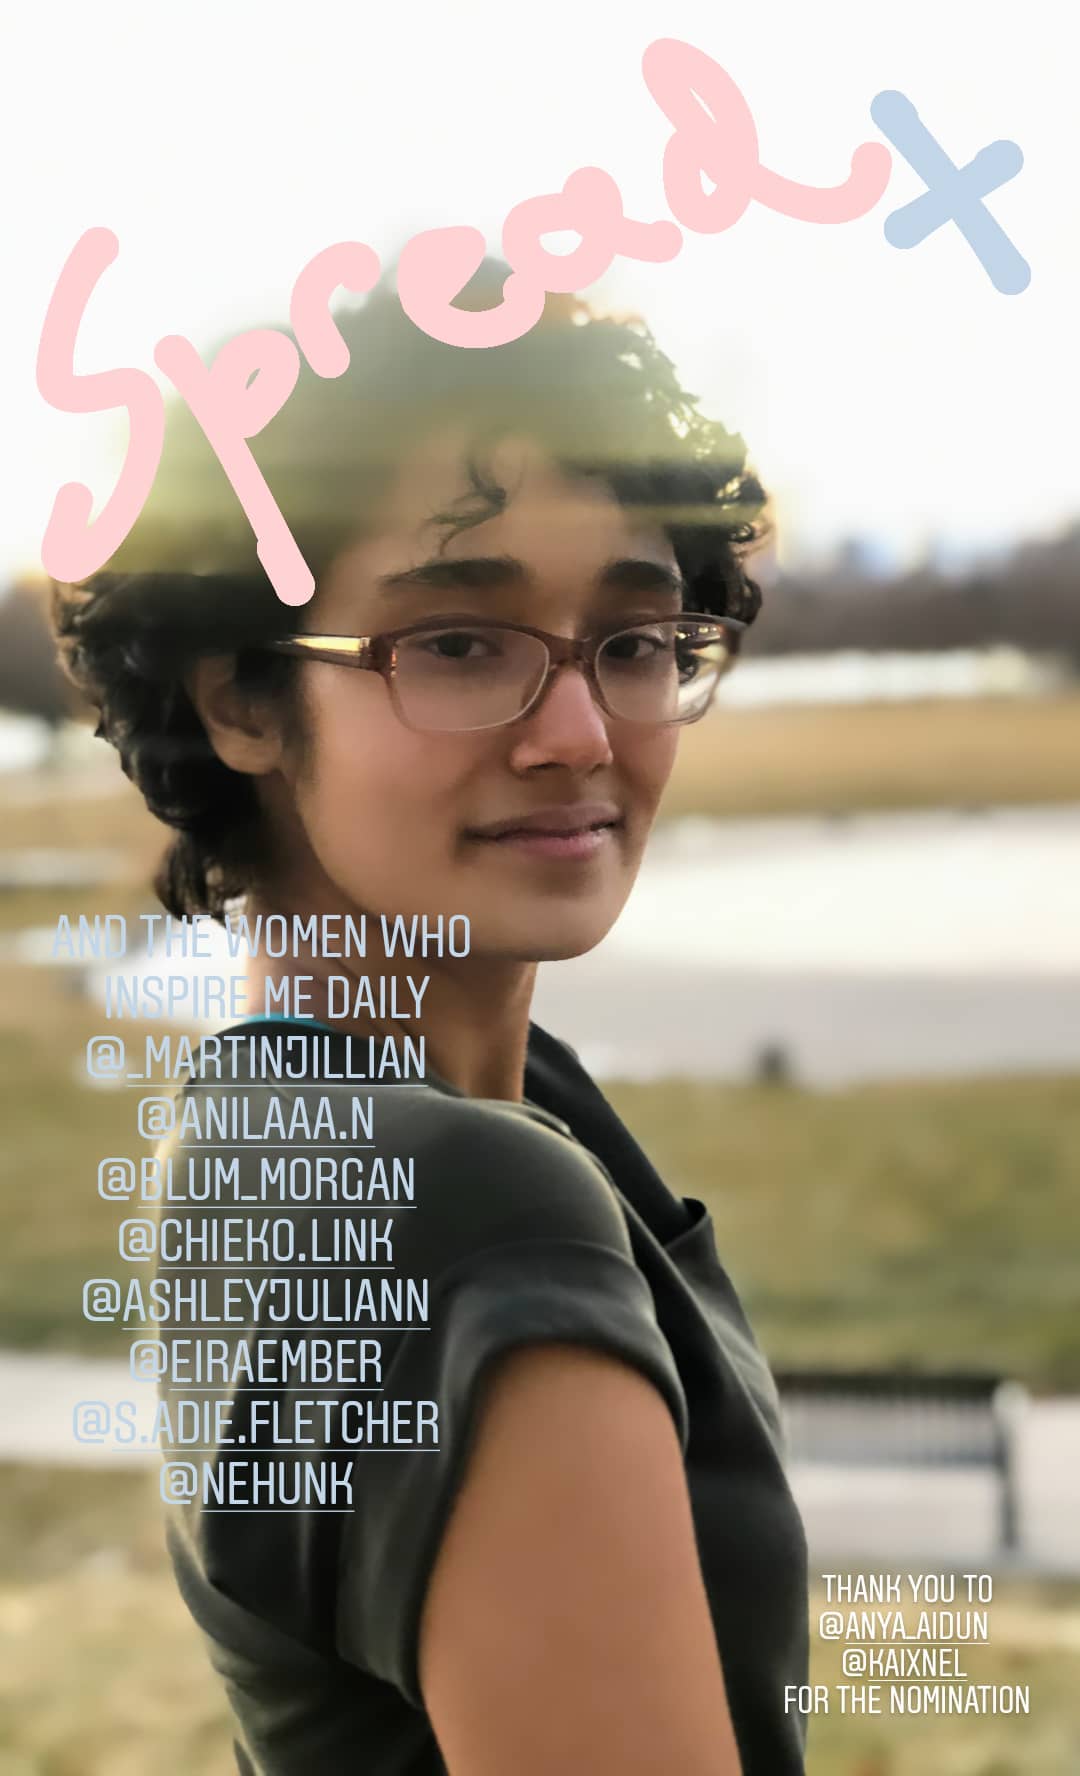 Spread +
AND THE WOMEN WHO
INSPIRE ME DAILY
@_MARTINJILLIAN
@ANILAAA.N
@BLUM_MORGAN
@CHIEKO.LINK
@ASHLEYJULIANN
@EIRAEMBER
@S.ADIE.FLETCHER
@NEHUNK
THANK YOU TO
@ANYA_AIDUN
@KAIXNEL
FOR THE NOMINATION